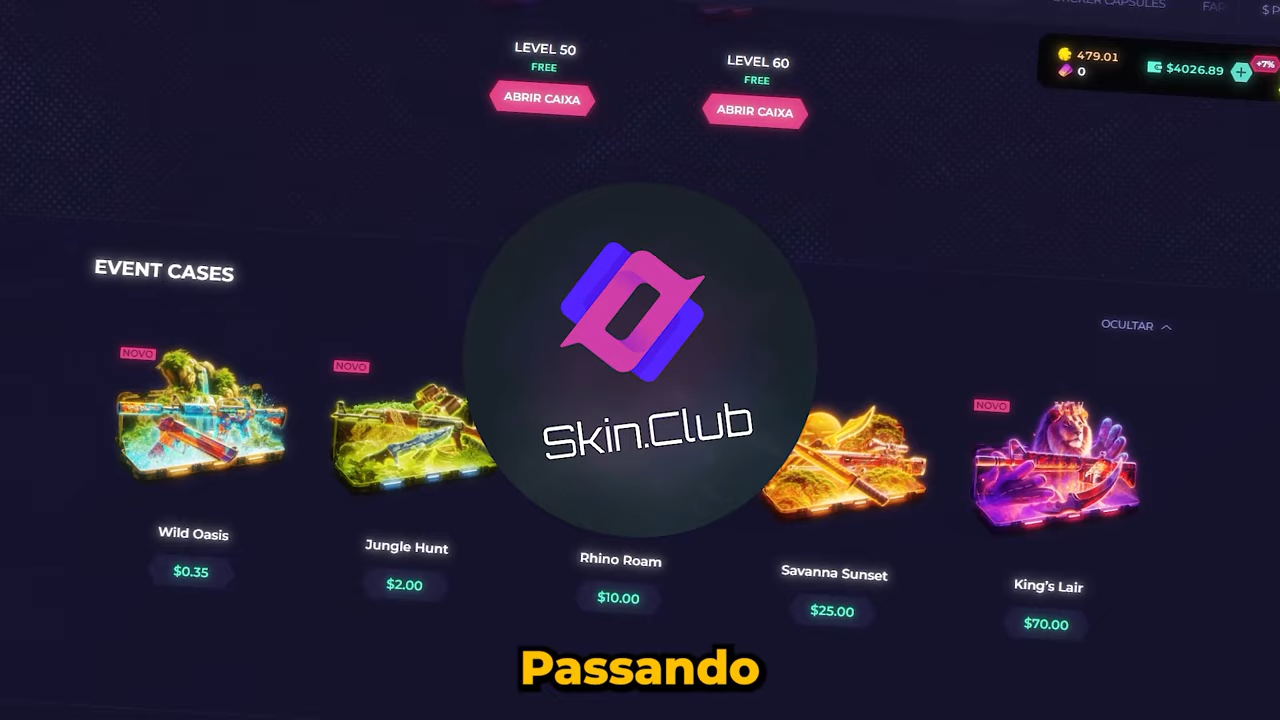 STICKER CAPSULES
LEVEL 50
FREE
ABRIR CAIXA
LEVEL 60
FREE
ABRIR CAIXA
479.01
0
$4026.89
+
+7%
EVENT CASES
OCULTAR
NOVO
NOVO
NOVO
Skin.Club
Wild Oasis
$0.35
Jungle Hunt
$2.00
Rhino Roam
$10.00
Savanna Sunset
$25.00
King's Lair
$70.00
Passando